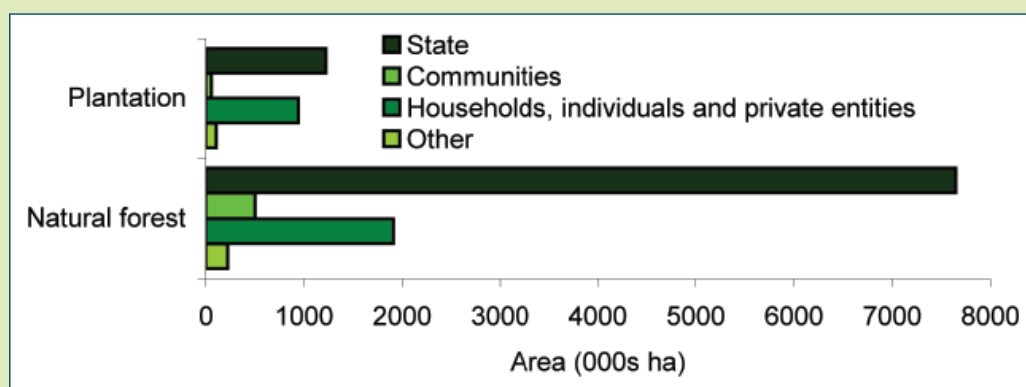 State
Communities
Plantation
Households, individuals and private entities
Other
Natural forest
0 1000 2000 3000 4000 5000 6000 7000 8000
Area (000s ha)